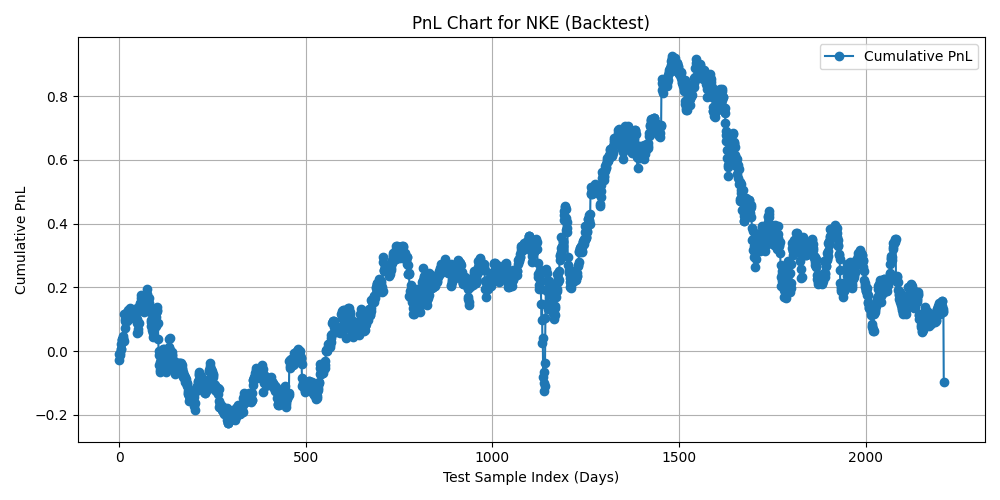 PnL Chart for NKE (Backtest)
Cumulative PnL
Cumulative PnL
0.8
0.6
0.4
0.2
0.0
−0.2
0 500 1000 1500 2000
Test Sample Index (Days)